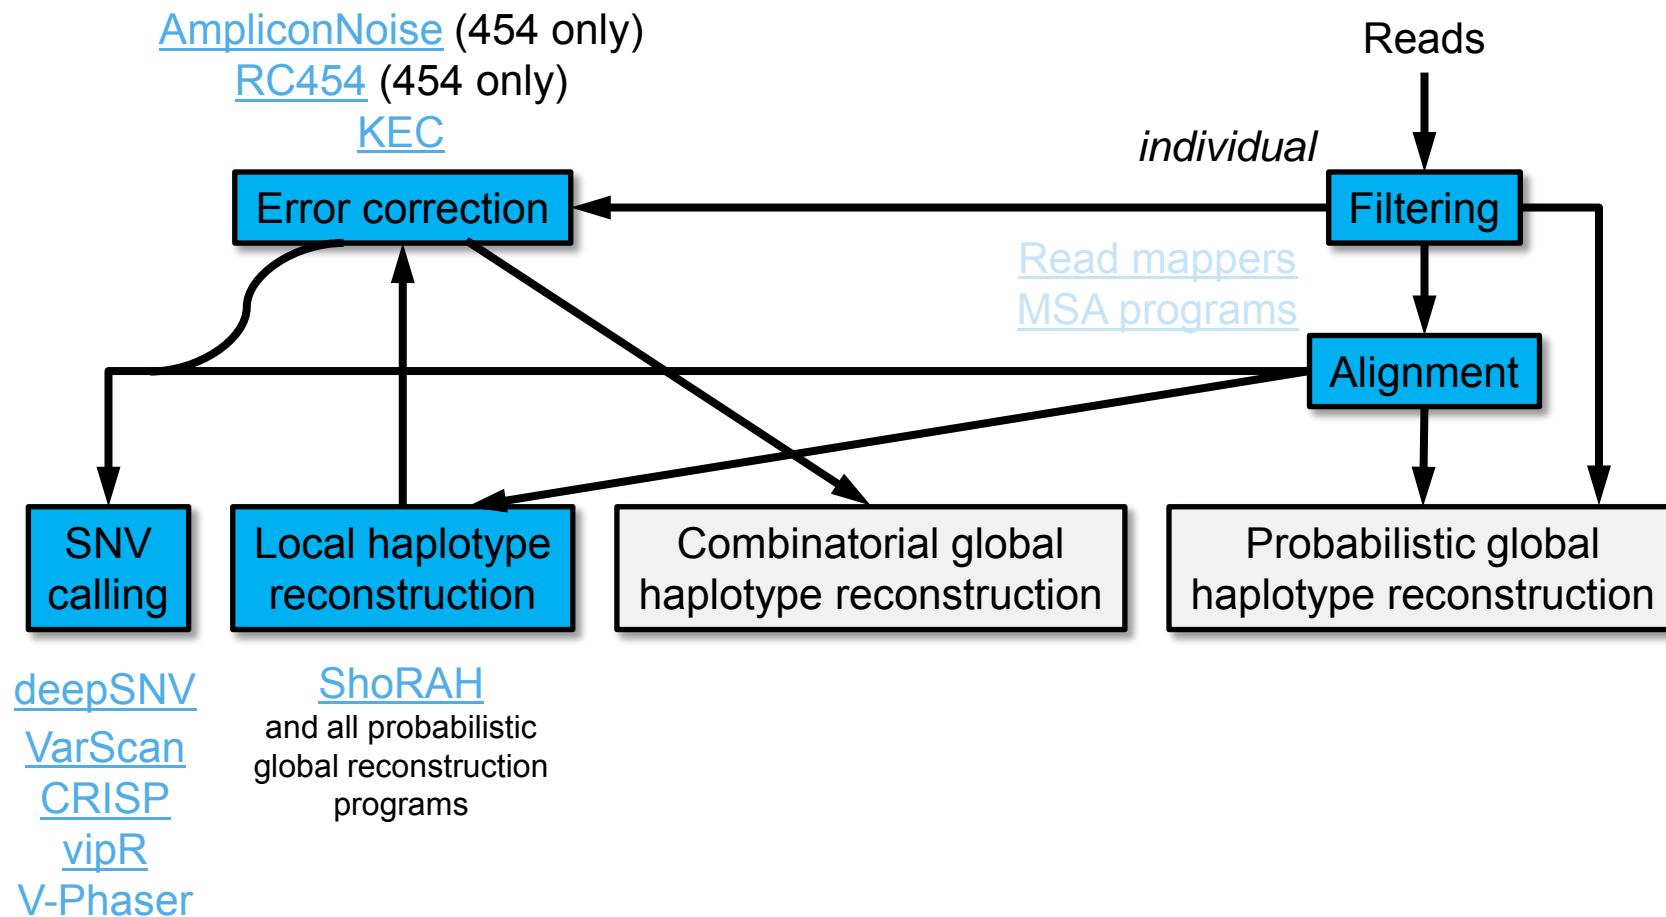 AmpliconNoise (454 only)
RC454 (454 only)
KEC
Reads
individual
Error correction
Filtering
Read mappers
MSA programs
Alignment
SNV
calling
Local haplotype
reconstruction
Combinatorial global
haplotype reconstruction
Probabilistic global
haplotype reconstruction
deepSNV
VarScan
CRISP
vipR
V-Phaser
ShoRAH
and all probabilistic
global reconstruction
programs